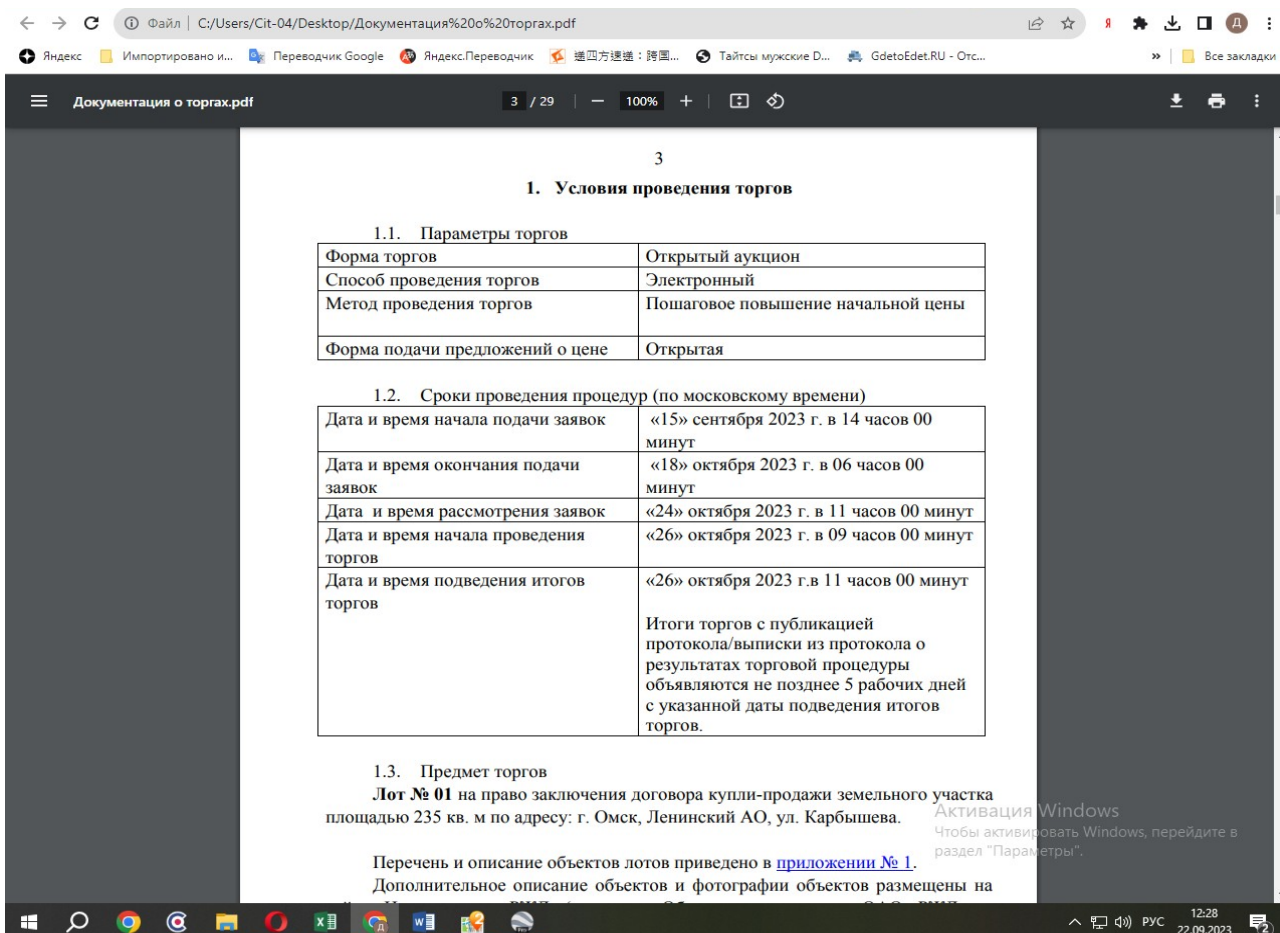 Файл | C:/Users/Cit-04/Desktop/Документация%20о%20торгах.pdf
Я
Д
Яндекс
Импортировано и...
Переводчик Google
Яндекс.Переводчик
递四方速递：跨国...
Тайтсы мужские D...
GdetoEdet.RU - Отс...
»
Все закладки
Документация о торгах.pdf
3 / 29 | — 100% + |
3
1. Условия проведения торгов
1.1. Параметры торгов
Форма торгов
Открытый аукцион
Способ проведения торгов
Электронный
Метод проведения торгов
Пошаговое повышение начальной цены
Форма подачи предложений о цене
Открытая
1.2. Сроки проведения процедур (по московскому времени)
Дата и время начала подачи заявок
«15» сентября 2023 г. в 14 часов 00
минут
Дата и время окончания подачи
заявок
«18» октября 2023 г. в 06 часов 00
минут
Дата и время рассмотрения заявок
«24» октября 2023 г. в 11 часов 00 минут
Дата и время начала проведения
торгов
«26» октября 2023 г. в 09 часов 00 минут
Дата и время подведения итогов
торгов
«26» октября 2023 г.в 11 часов 00 минут
Итоги торгов с публикацией
протокола/выписки из протокола о
результатах торговой процедуры
объявляются не позднее 5 рабочих дней
с указанной даты подведения итогов
торгов.
1.3. Предмет торгов
Лот № 01 на право заключения договора купли-продажи земельного участка
площадью 235 кв. м по адресу: г. Омск, Ленинский АО, ул. Карбышева.
Перечень и описание объектов лотов приведено в приложении № 1.
Дополнительное описание объектов и фотографии объектов размещены на
Активация Windows
Чтобы активировать Windows, перейдите в
раздел "Параметры".
РУС
12:28
22.09.2023
2